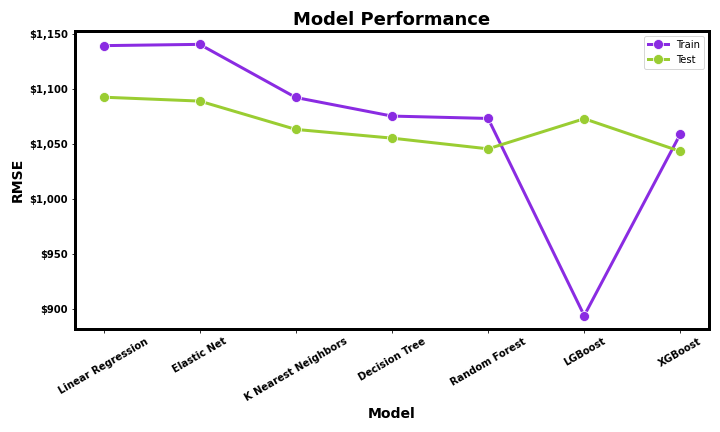 Model Performance
Train
Test
$1,150
$1,100
$1,050
$1,000
$950
$900
RMSE
Linear Regression
Elastic Net
K Nearest Neighbors
Decision Tree
Random Forest
LGBoost
XGBoost
Model